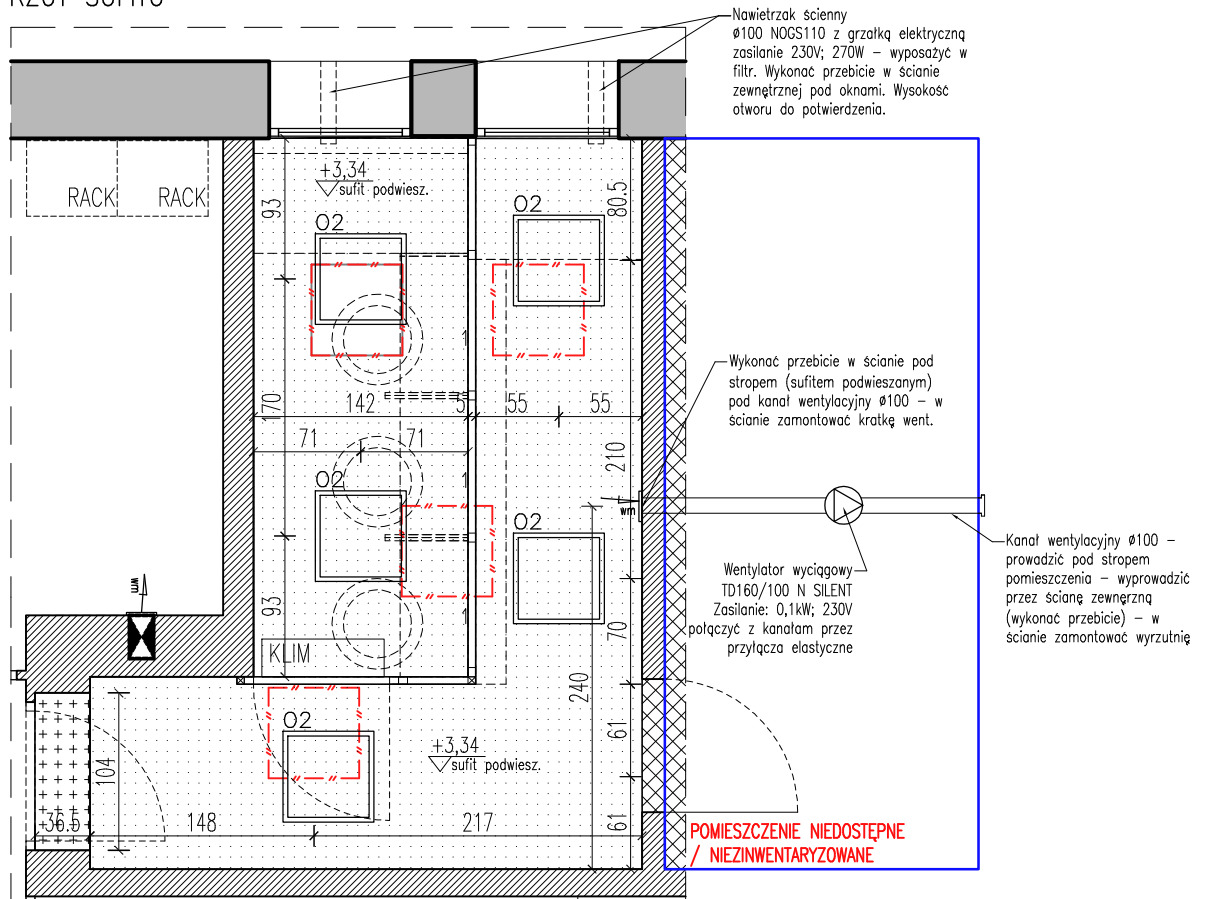 Nawietrzak ścienny
ø100 NOGS110 z grzałką elektryczną
zasilanie 230V; 270W – wyposażyć w
filtr. Wykonać przebicie w ścianie
zewnętrznej pod oknami. Wysokość
otworu do potwierdzenia.
RACK
RACK
+3,34
sufit podwiesz.
93
80.5
O2
O2
Wykonać przebicie w ścianie pod
stropem (sufitem podwieszanym)
pod kanał wentylacyjny ø100 – w
ścianie zamontować kratkę went.
170
142
5
55
55
71
71
210
O2
O2
wm
Kanał wentylacyjny ø100 –
prowadzić pod stropem
pomieszczenia – wyprowadzić
przez ścianę zewnęrzną
(wykonać przebicie) – w
ścianie zamontować wyrzutnię
Wentylator wyciągowy
TD160/100 N SILENT
Zasilanie: 0,1kW; 230V
połączyć z kanałam przez
przyłącza elastyczne
wm
93
70
KLIM
240
O2
+3,34
sufit podwiesz.
61
104
36.5
148
217
61
POMIESZCZENIE NIEDOSTĘPNE
/ NIEZINWENTARYZOWANE